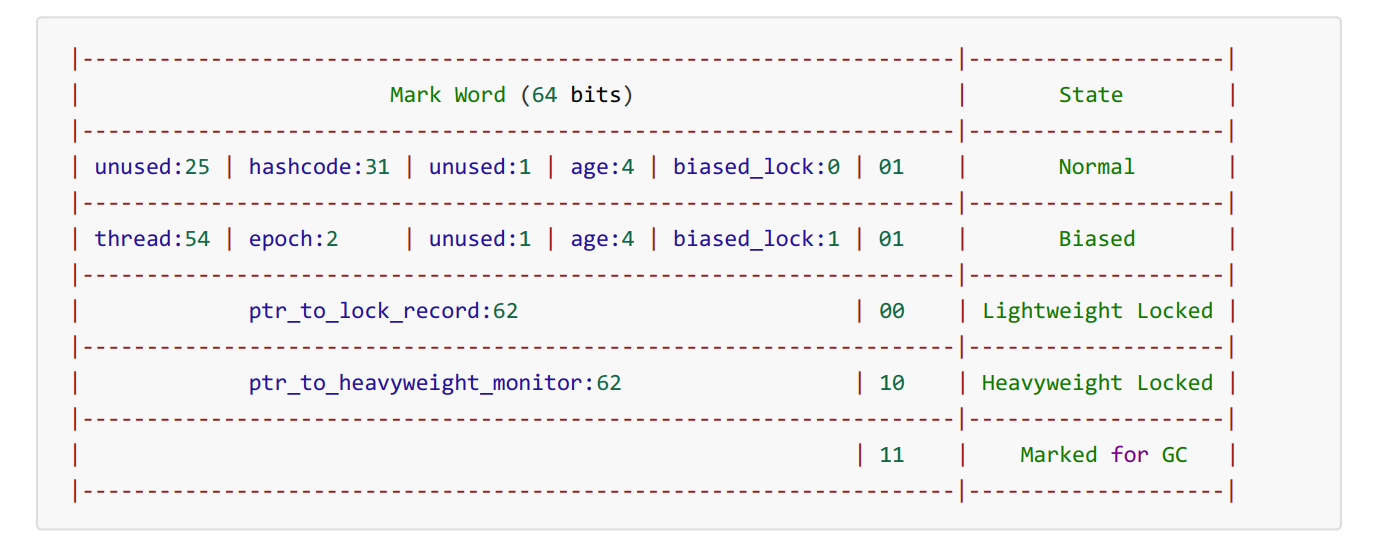 |--------------------------------------------------------------------|--------------------|
| Mark Word (64 bits) | State |
|--------------------------------------------------------------------|--------------------|
| unused:25 | hashcode:31 | unused:1 | age:4 | biased_lock:0 | 01 | Normal |
|--------------------------------------------------------------------|--------------------|
| thread:54 | epoch:2 | unused:1 | age:4 | biased_lock:1 | 01 | Biased |
|--------------------------------------------------------------------|--------------------|
| ptr_to_lock_record:62 | 00 | Lightweight Locked |
|--------------------------------------------------------------------|--------------------|
| ptr_to_heavyweight_monitor:62 | 10 | Heavyweight Locked |
|--------------------------------------------------------------------|--------------------|
| | 11 | Marked for GC |
|--------------------------------------------------------------------|--------------------|